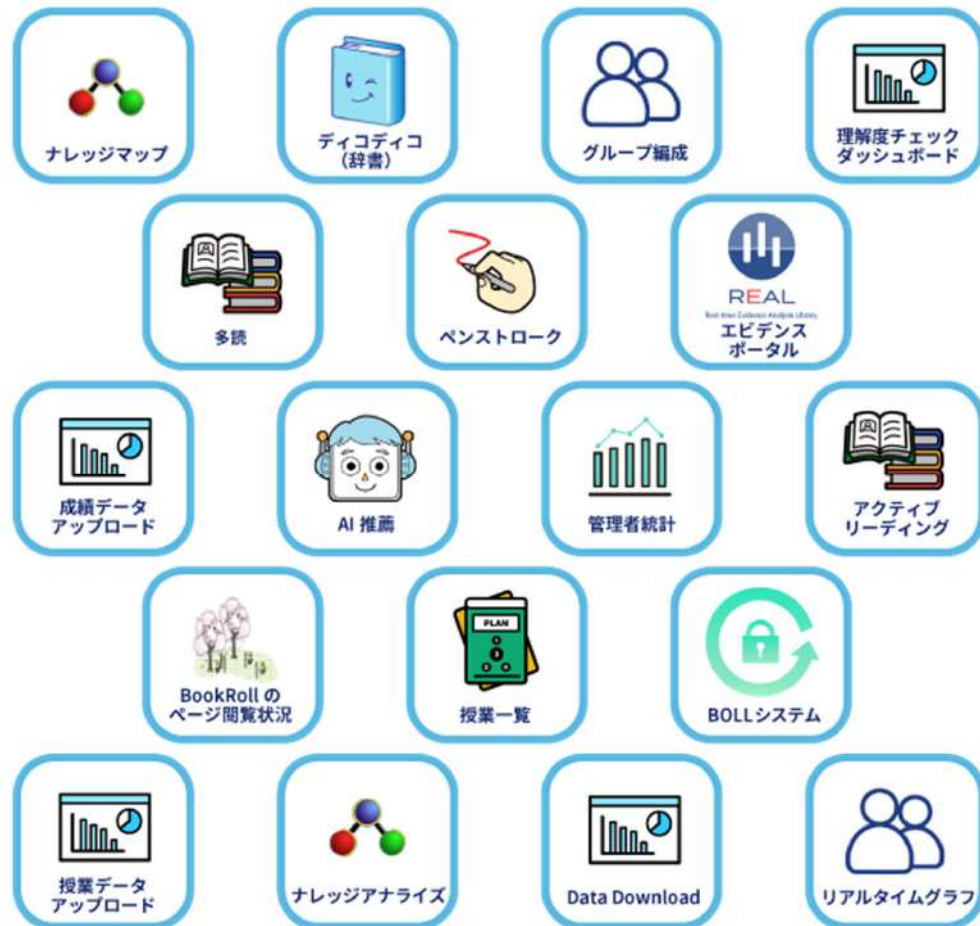 ナレッジマップ
ディコディコ
(辞書)
グループ編成
理解度チェック
ダッシュボード
多読
ペンストローク
REAL
Real-time Evidence Analysis Library
エビデンス
ポータル
成績データ
アップロード
AI 推薦
管理者統計
アクティブ
リーディング
BookRoll の
ページ閲覧状況
PLAN
授業一覧
BOLLシステム
授業データ
アップロード
ナレッジアナライズ
Data Download
リアルタイムグラフ